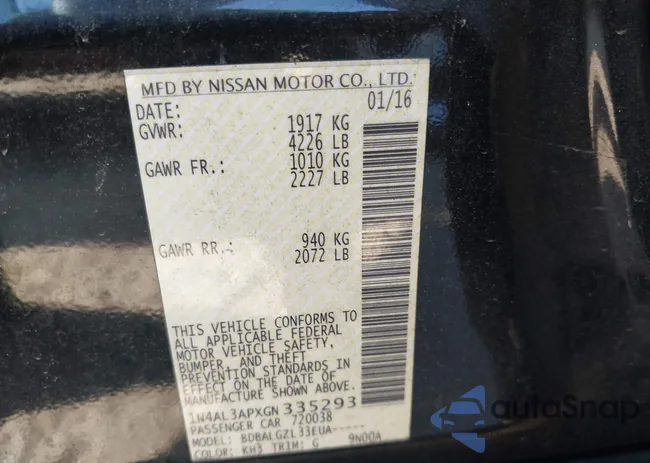 MFD BY NISSAN MOTOR CO., LTD.
DATE: 01/16
GVWR: 1917 KG
4226 LB
GAWR FR.: 1010 KG
2227 LB
GAWR RR.: 940 KG
2072 LB
THIS VEHICLE CONFORMS TO
ALL APPLICABLE FEDERAL
MOTOR VEHICLE SAFETY,
BUMPER, AND THEFT
PREVENTION STANDARDS IN
EFFECT ON THE DATE OF
MANUFACTURE SHOWN ABOVE.
1N4AL3APXGN335293
PASSENGER CAR 720038
MODEL: BDBALGZL33EUA-----
COLOR: KH3 TRIM: G 9N00A
autoSnap